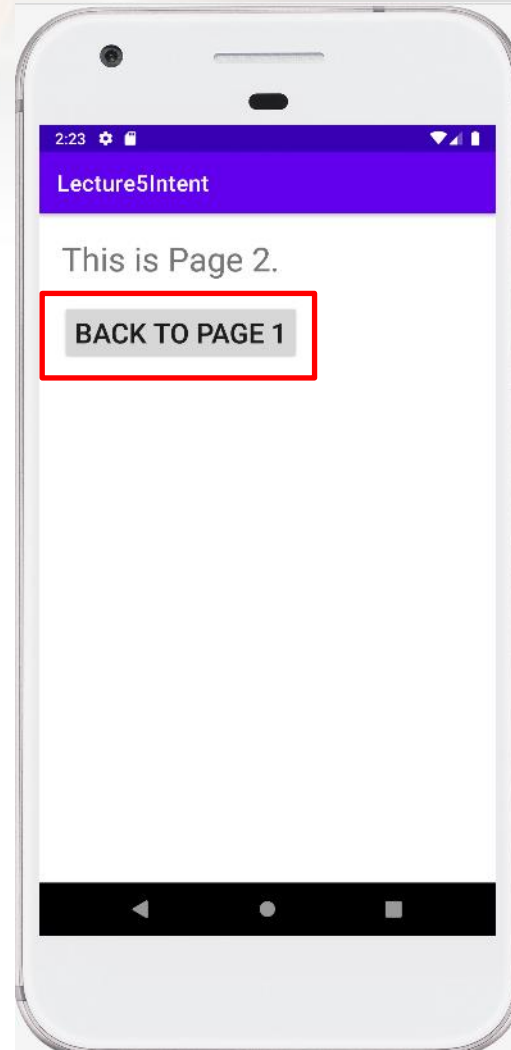 2:23
Lecture5Intent
This is Page 2.
BACK TO PAGE 1